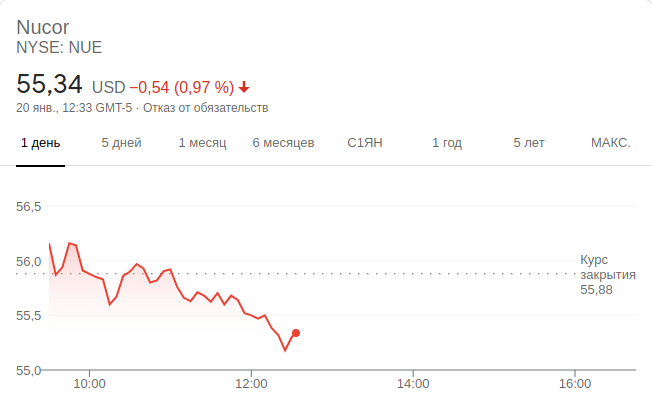 Nucor
NYSE: NUE
55,34 USD −0,54 (0,97 %)
20 янв., 12:33 GMT-5 · Отказ от обязательств
1 день 5 дней 1 месяц 6 месяцев С1ЯН 1 год 5 лет МАКС.
56,5
56,0
55,5
55,0
Курс
закрытия
55,88
10:00 12:00 14:00 16:00